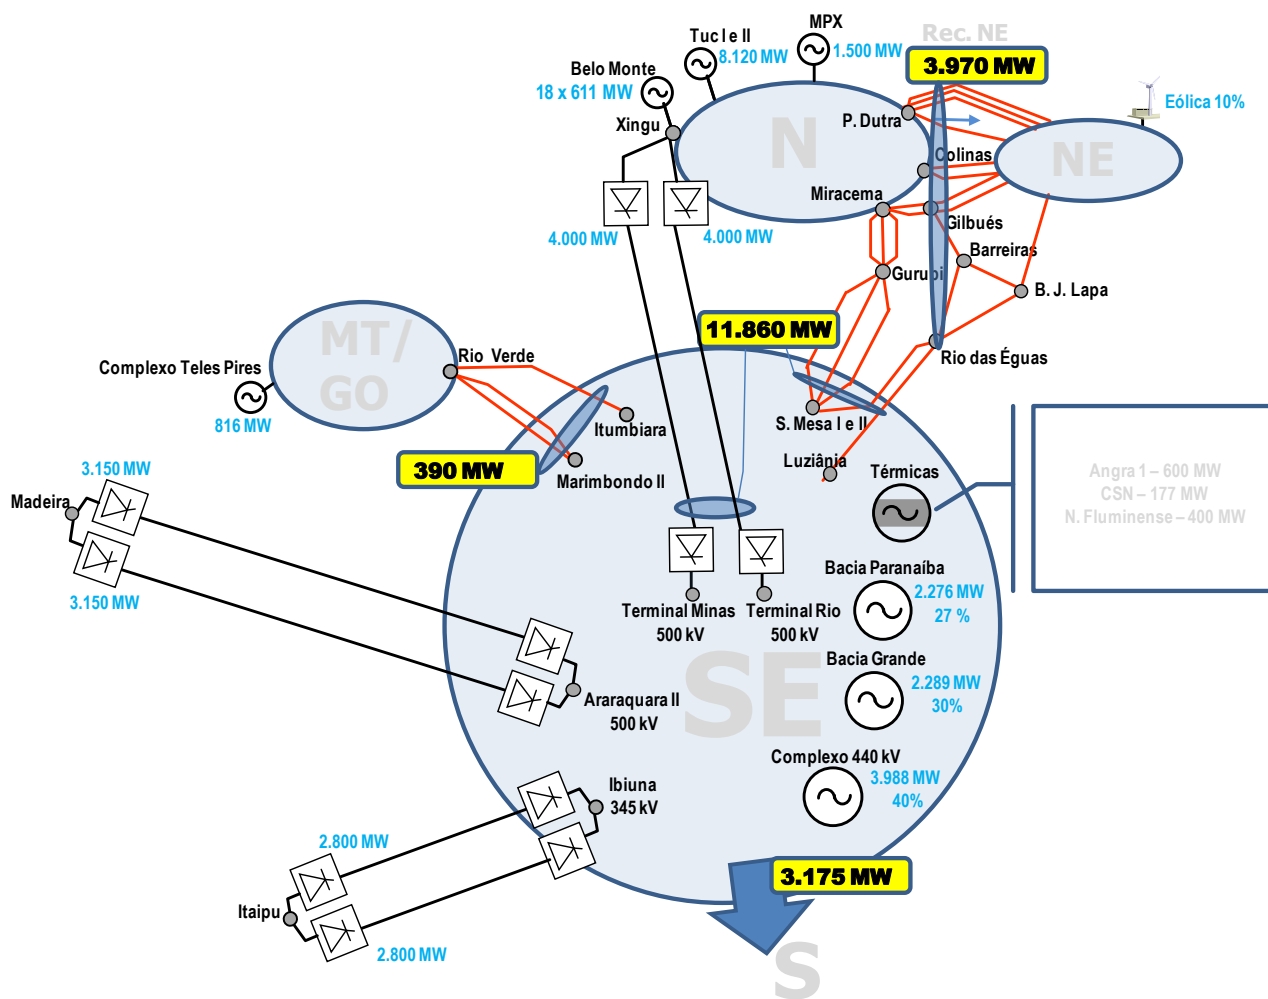 MPX
1.500 MW
Tuc I e II
8.120 MW
Rec. NE
3.970 MW
Belo Monte
18 x 611 MW
Eólica 10%
Xingu
N
P. Dutra
Colinas
NE
Miracema
Gilbués
4.000 MW
4.000 MW
Barreiras
Gurupi
B. J. Lapa
11.860 MW
MT/
GO
Rio Verde
Rio das Éguas
Complexo Teles Pires
816 MW
Itumbiara
S. Mesa I e II
390 MW
Marimbondo II
Luziânia
Térmicas
Angra 1 – 600 MW
CSN – 177 MW
N. Fluminense – 400 MW
3.150 MW
Madeira
3.150 MW
Bacia Paranaíba
2.276 MW
27 %
Terminal Minas
500 kV
Terminal Rio
500 kV
SE
Bacia Grande
2.289 MW
30%
Araraquara II
500 kV
Complexo 440 kV
3.988 MW
40%
Ibiuna
345 kV
2.800 MW
Itaipu
2.800 MW
3.175 MW
S